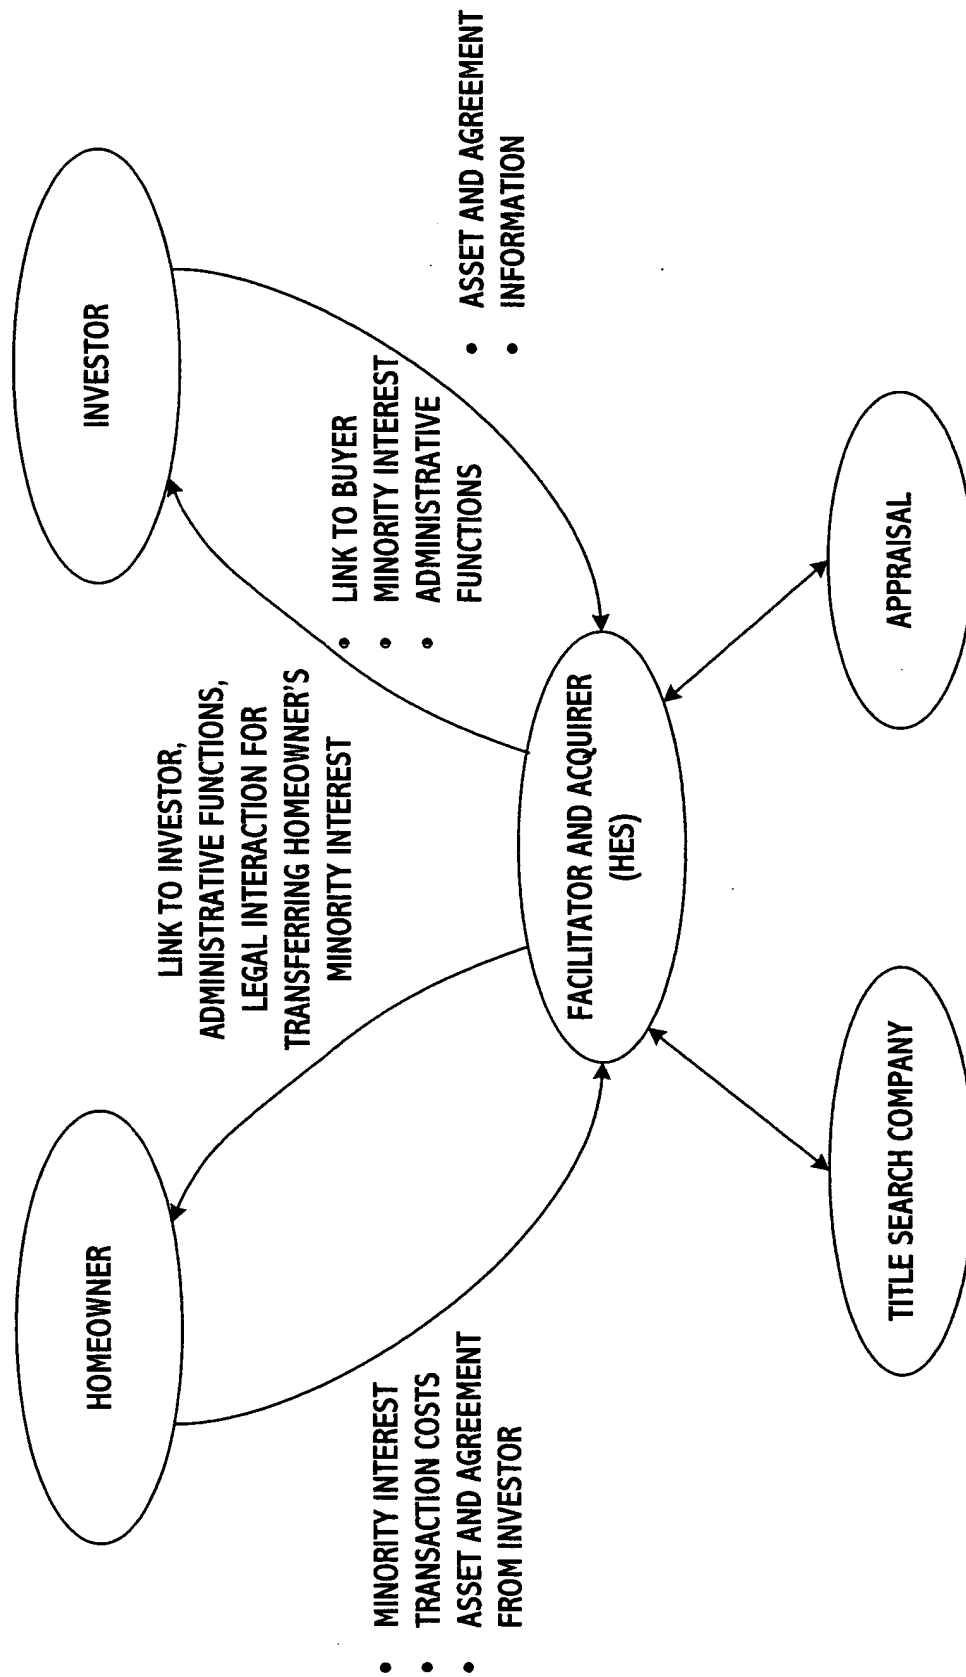 HOMEOWNER
INVESTOR
LINK TO INVESTOR,
ADMINISTRATIVE FUNCTIONS,
LEGAL INTERACTION FOR
TRANSFERRING HOMEOWNER'S
MINORITY INTEREST
• LINK TO BUYER
• MINORITY INTEREST
• ADMINISTRATIVE
FUNCTIONS
• MINORITY INTEREST
• TRANSACTION COSTS
• ASSET AND AGREEMENT
FROM INVESTOR
• ASSET AND AGREEMENT
• INFORMATION
FACILITATOR AND ACQUIRER
(HES)
TITLE SEARCH COMPANY
APPRAISAL